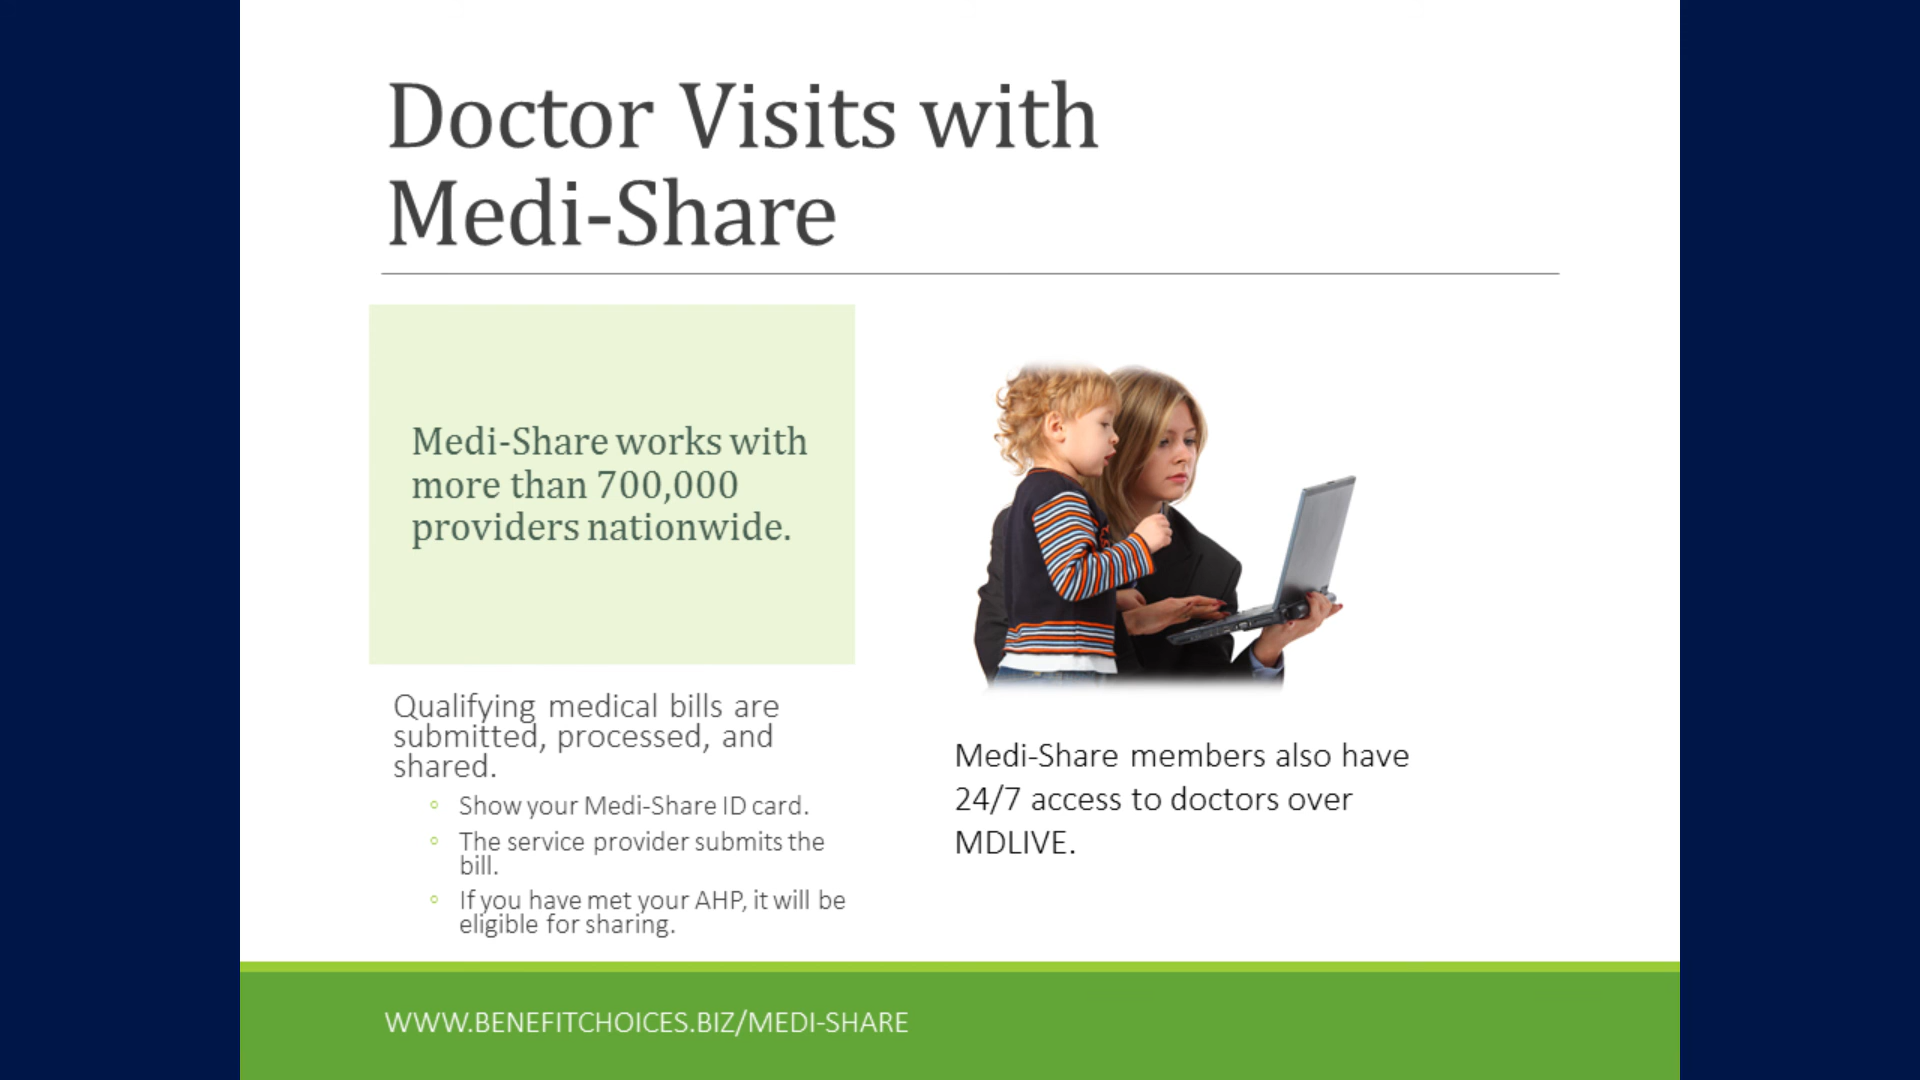 Doctor Visits with
Medi-Share
Medi-Share works with
more than 700,000
providers nationwide.
Qualifying medical bills are
submitted, processed, and
shared.
Show your Medi-Share ID card.
The service provider submits the
bill.
If you have met your AHP, it will be
eligible for sharing.
Medi-Share members also have
24/7 access to doctors over
MDLIVE.
WWW.BENEFITCHOICES.BIZ/MEDI-SHARE